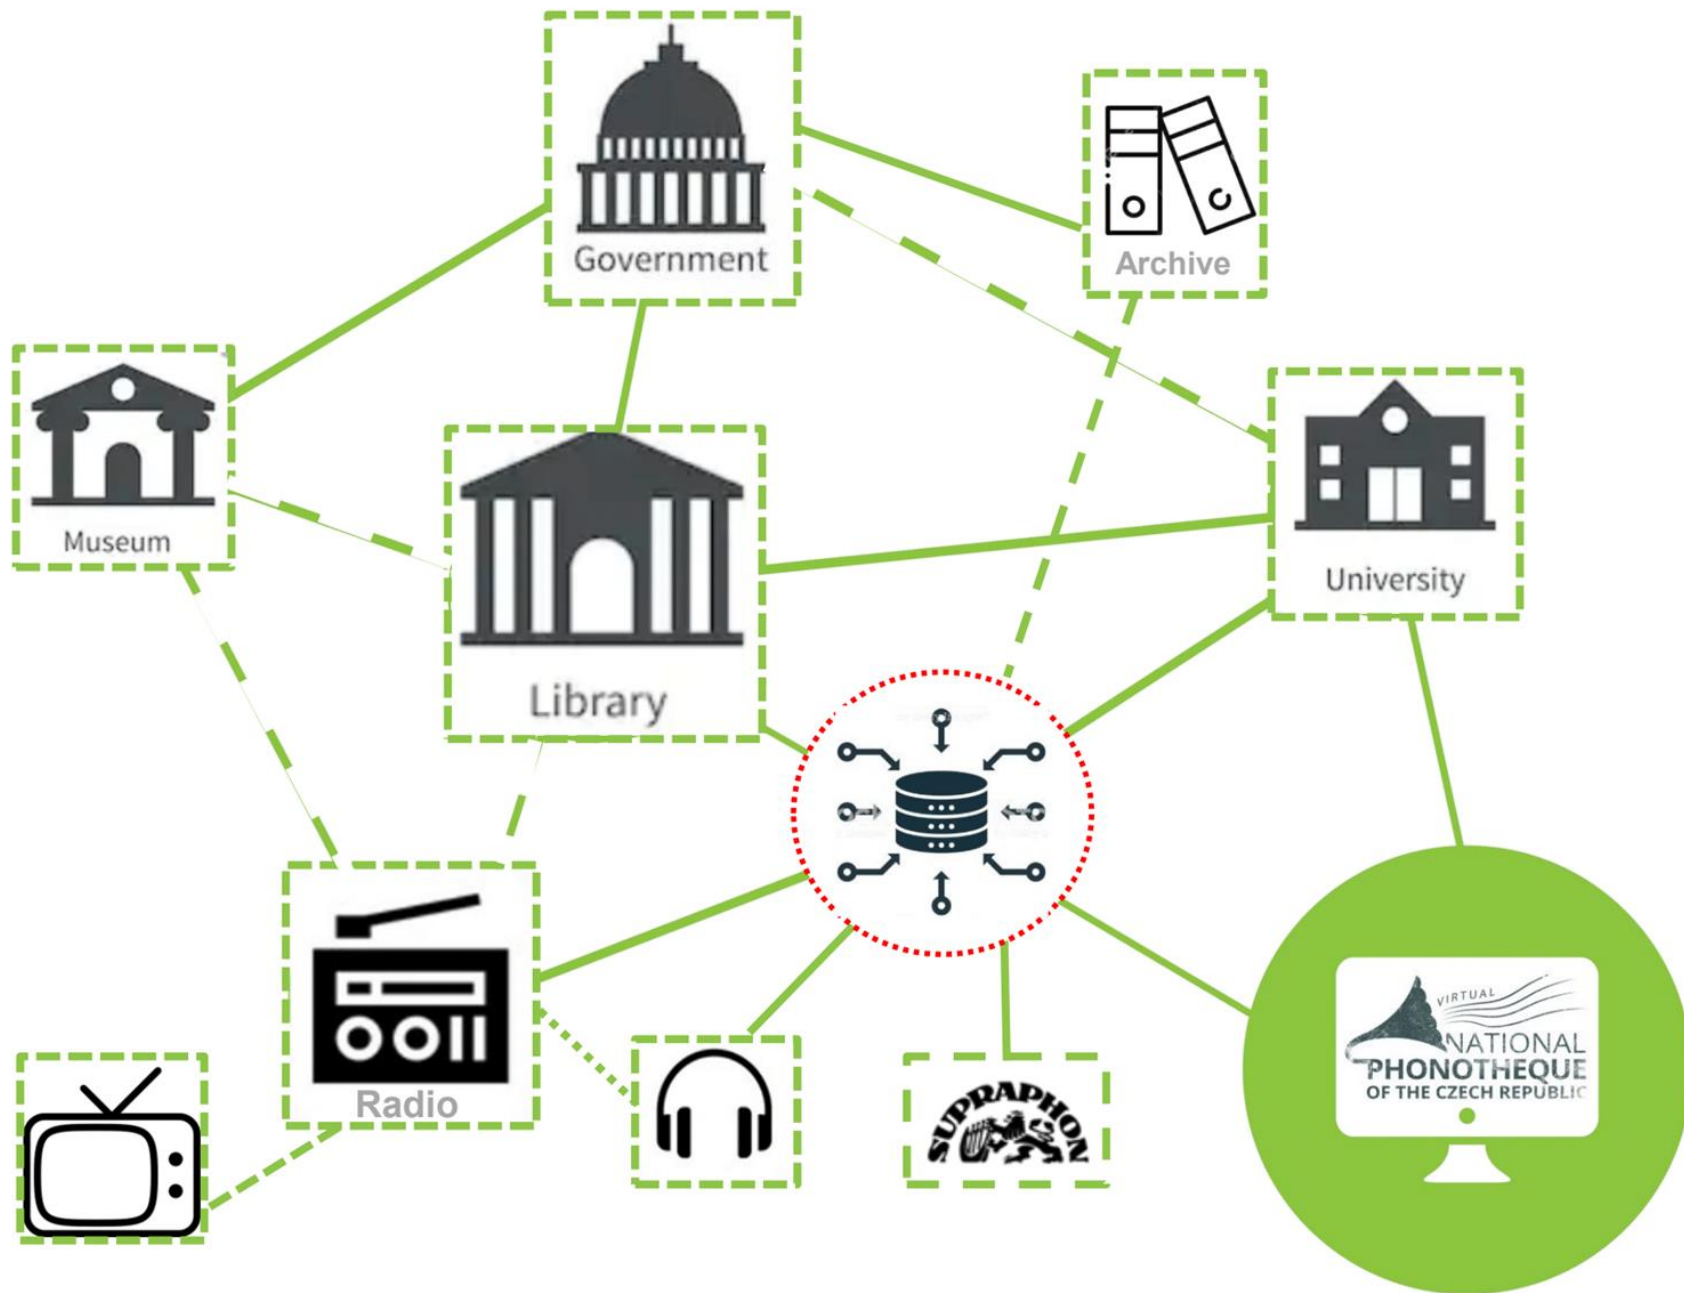 Government
Archive
Museum
University
Library
Radio
SUPRAPHON
VIRTUAL
NATIONAL
PHONOTHEQUE
OF THE CZECH REPUBLIC